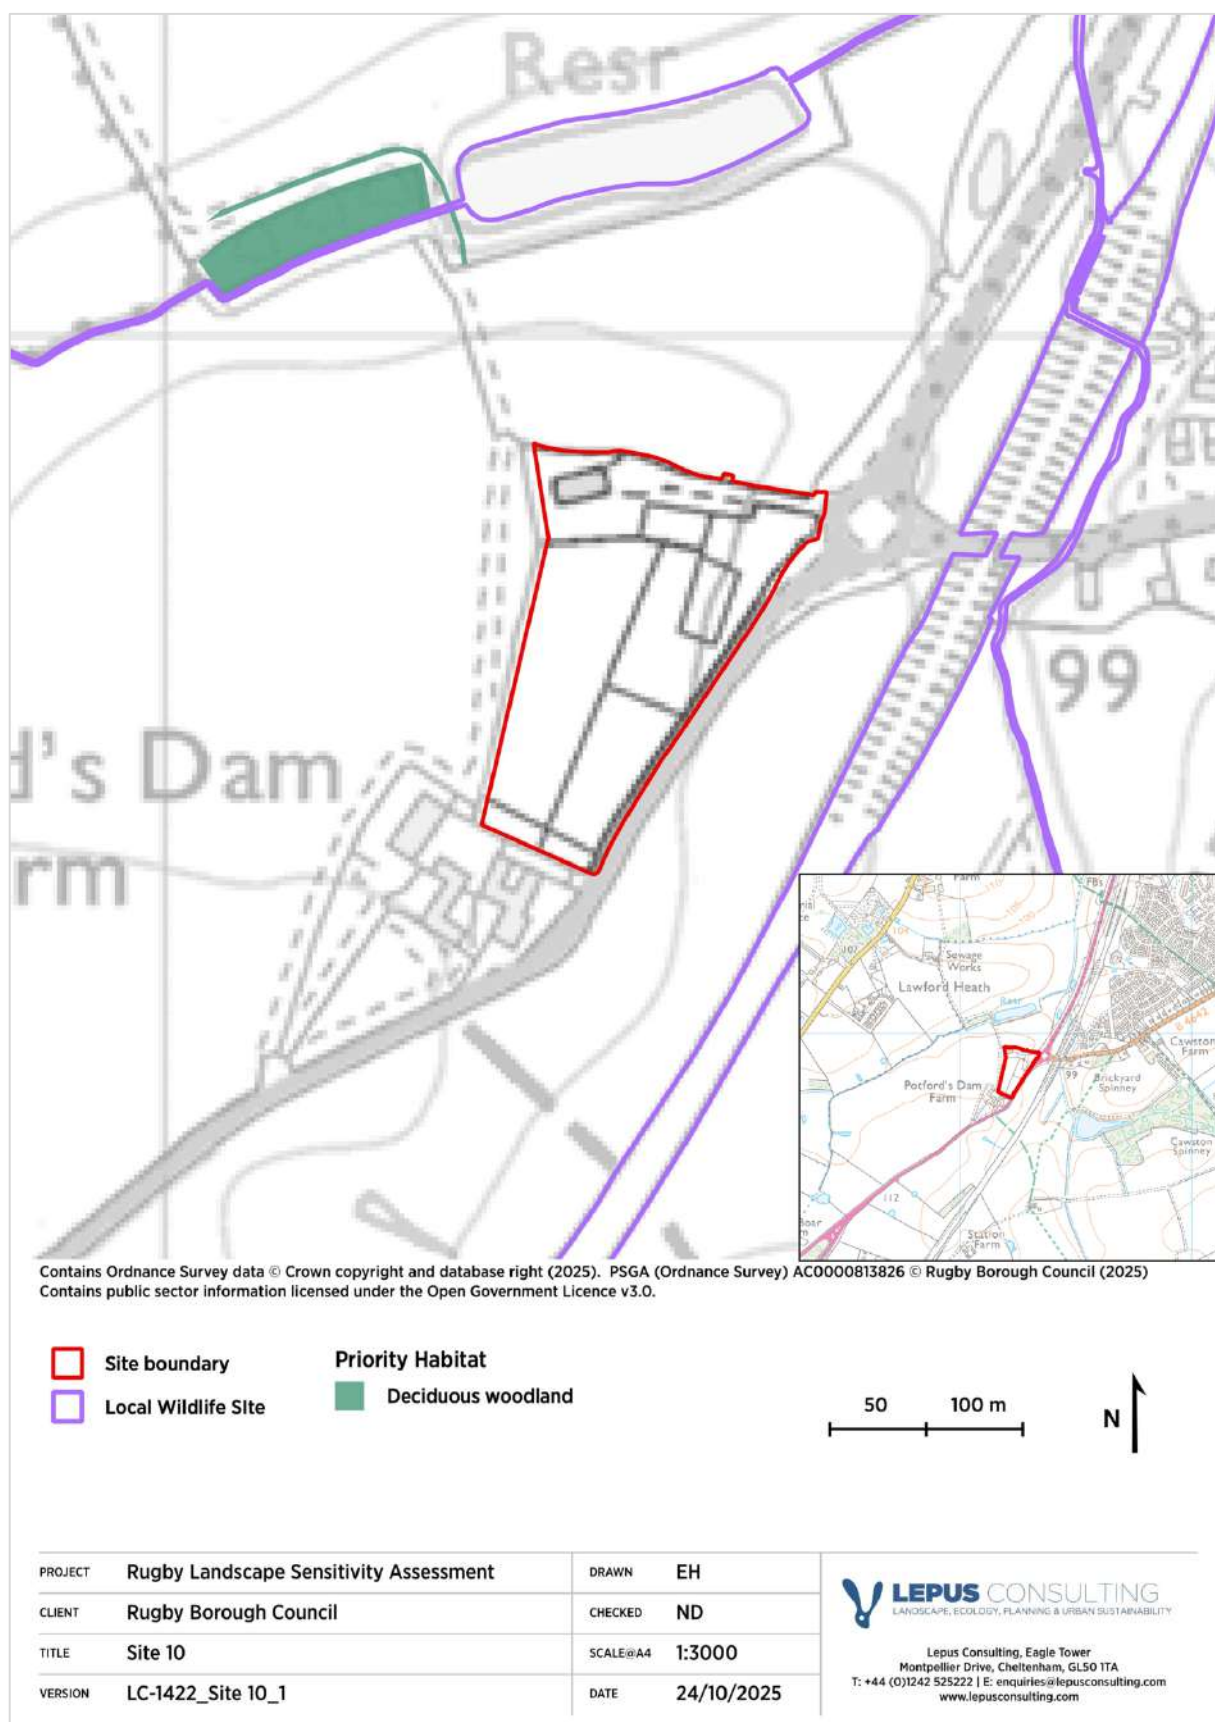 Resr
d's Dam
rm
99
Farm
FBs
107
Sewage
Works
Lawford Heath
Resr
B 4642
Cawston
Farm
99
Brickyard
Spinney
Potford's Dam
Farm
Cawston
Spinney
112
Station
Farm
Contains Ordnance Survey data © Crown copyright and database right (2025). PSGA (Ordnance Survey) AC0000813826 © Rugby Borough Council (2025)
Contains public sector information licensed under the Open Government Licence v3.0.
Site boundary
Local Wildlife SIte
Priority Habitat
Deciduous woodland
50 100 m
N
PROJECT Rugby Landscape Sensitivity Assessment
DRAWN EH
CLIENT Rugby Borough Council
CHECKED ND
TITLE Site 10
SCALE@A4 1:3000
VERSION LC-1422_Site 10_1
DATE 24/10/2025
LEPUS CONSULTING
LANDSCAPE, ECOLOGY, PLANNING & URBAN SUSTAINABILITY
Lepus Consulting, Eagle Tower
Montpellier Drive, Cheltenham, GL50 1TA
T: +44 (0)1242 525222 | E: enquiries@lepusconsulting.com
www.lepusconsulting.com